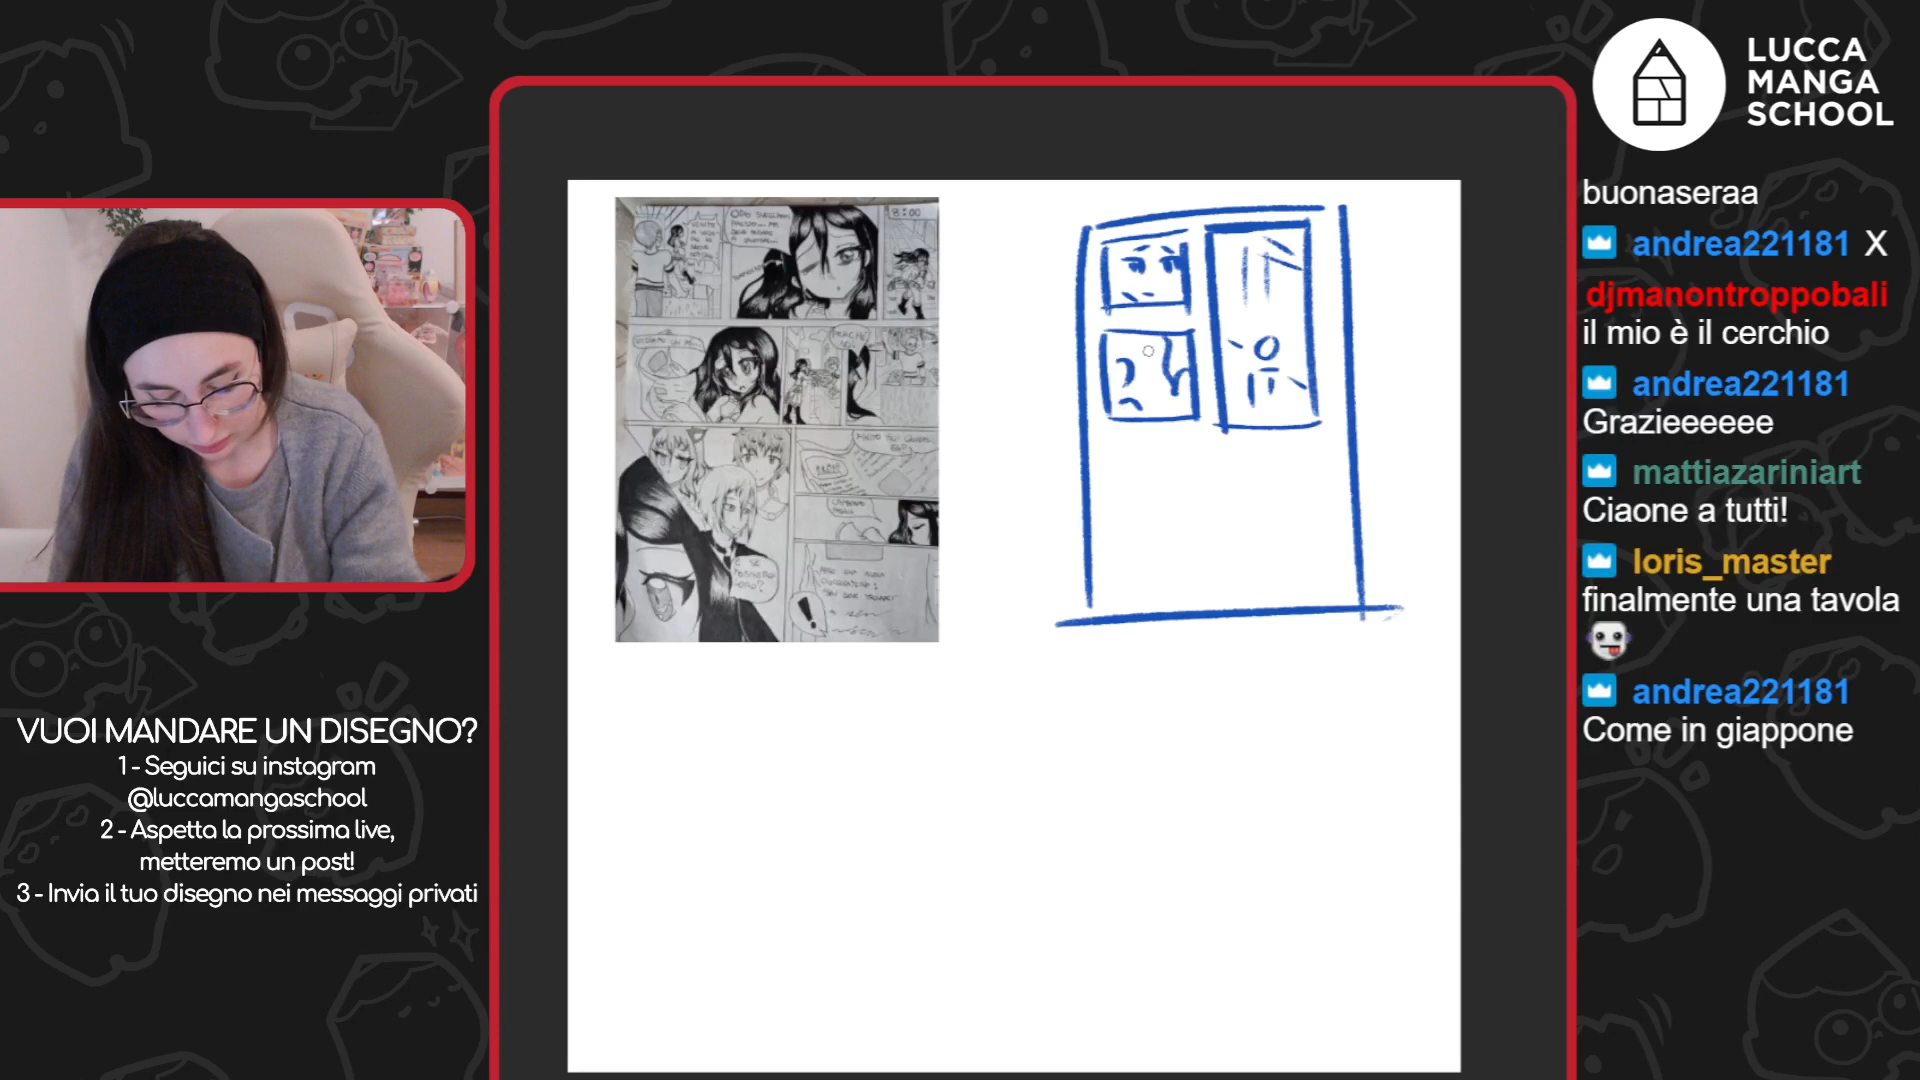 LUCCA
MANGA
SCHOOL
buonaseraa
andrea221181 X
djmanontroppobali
il mio è il cerchio
andrea221181
Grazieeeeee
mattiazariniart
Ciaone a tutti!
loris_master
finalmente una tavola
andrea221181
Come in giappone
8:00
VUOI MANDARE UN DISEGNO?
1 - Seguici su instagram
@luccamangaschool
2 - Aspetta la prossima live,
metteremo un post!
3 - Invia il tuo disegno nei messaggi privati